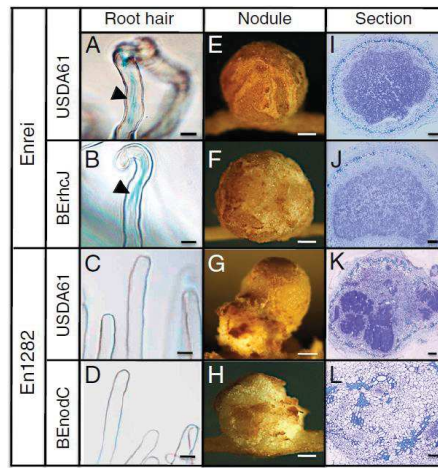 Root hair Nodule Section
Enrei
USDA61
A E I
BErhcJ
B F J
En1282
USDA61
C G K
BEnodC
D H L